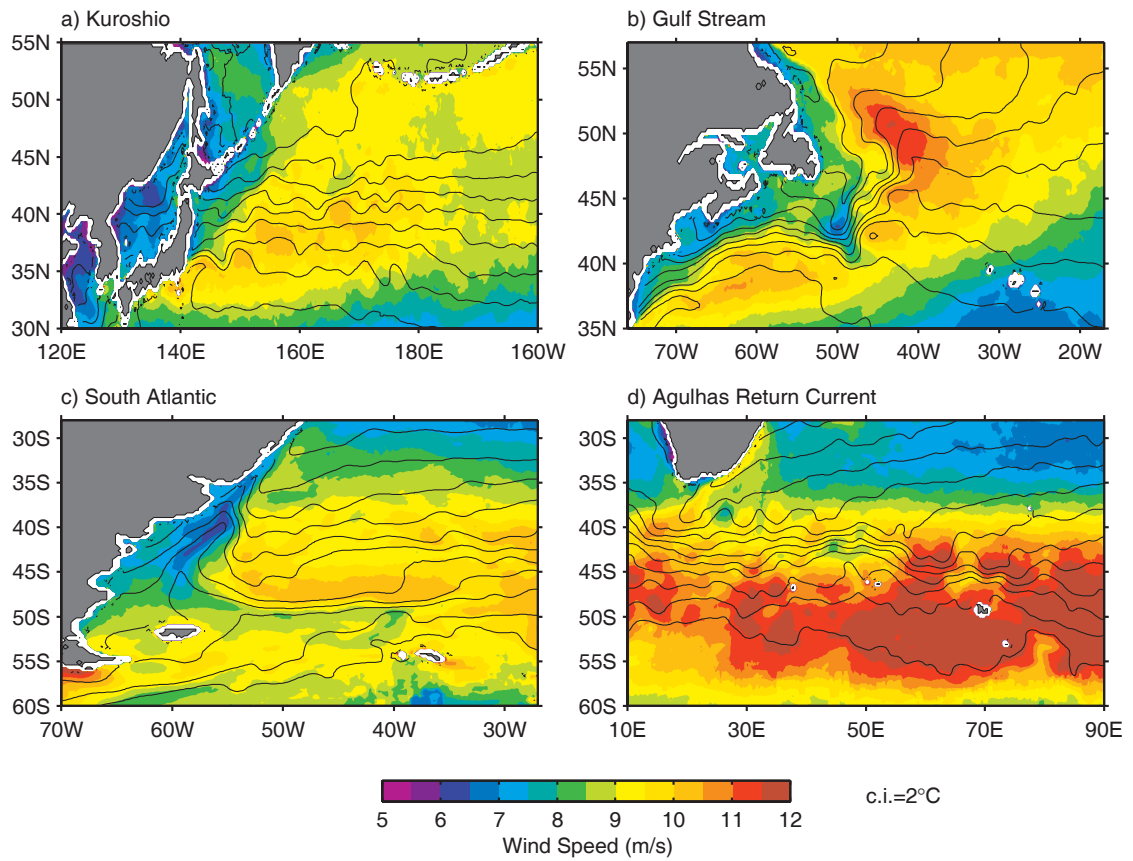 a) Kuroshio
b) Gulf Stream
55N
50N
45N
40N
35N
30N
120E 140E 160E 180E 160W
55N
50N
45N
40N
35N
70W 60W 50W 40W 30W 20W
c) South Atlantic
d) Agulhas Return Current
30S
35S
40S
45S
50S
55S
60S
70W 60W 50W 40W 30W
30S
35S
40S
45S
50S
55S
60S
10E 30E 50E 70E 90E
5 6 7 8 9 10 11 12
Wind Speed (m/s)
c.i.=2°C